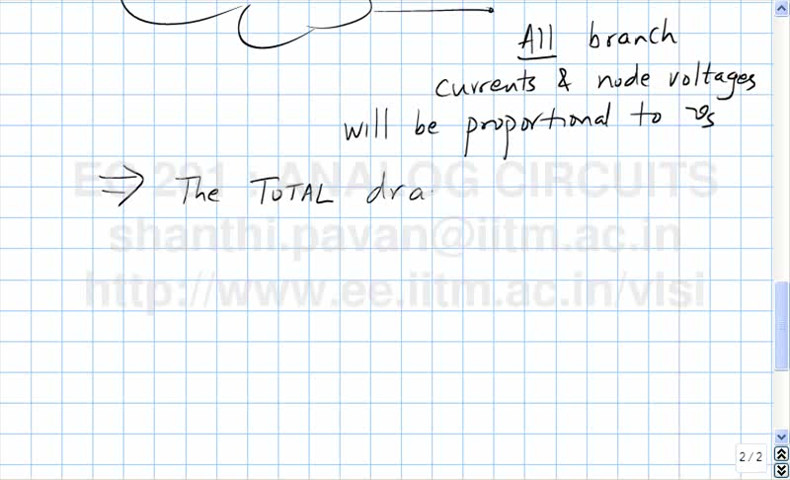 All branch
currents & node voltages
will be proportional to vs
⇒ The TOTAL dra
EC 201 : ANALOG CIRCUITS
shanthi.pavan@iitm.ac.in
http://www.ee.iitm.ac.in/vlsi
2 / 2